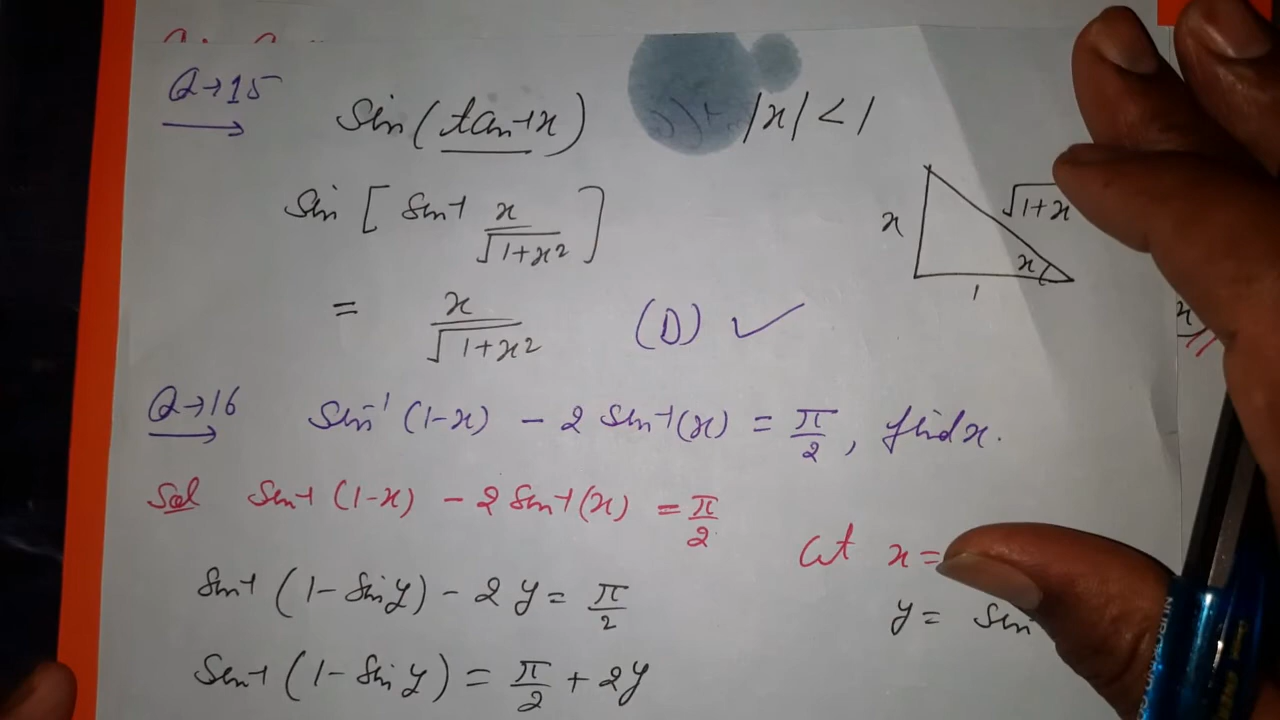 Q→15
sin(tan⁻¹x) |x|<1
sin [ sin⁻¹ x/√1+x² ]
x
√1+x
x
1
= x/√1+x² (D) ✓
Q→16 sin⁻¹ (1-x) - 2 sin⁻¹(x) = π/2, find x.
Sol sin⁻¹ (1-x) - 2 sin⁻¹(x) = π/2
Let x=
sin⁻¹ (1-sin y) - 2y = π/2
y = sin
sin⁻¹ (1-sin y) = π/2 + 2y